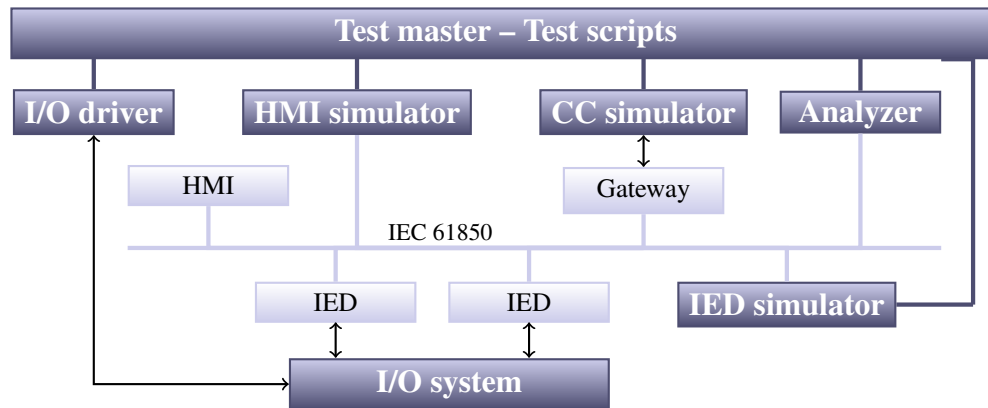 Test master – Test scripts
I/O driver
HMI simulator
CC simulator
Analyzer
HMI
Gateway
IEC 61850
IED
IED
IED simulator
I/O system